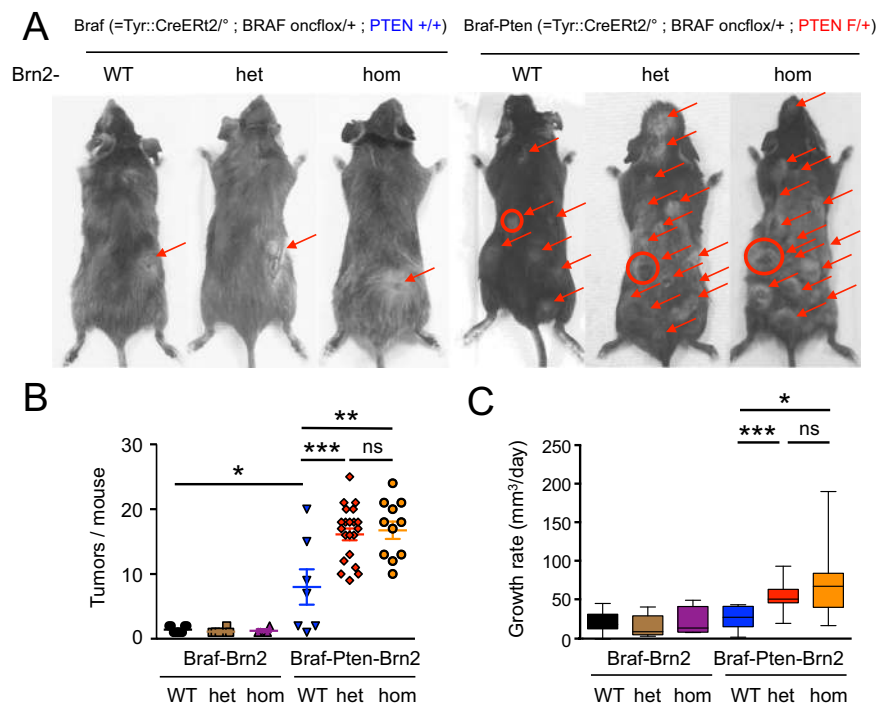 A
Braf (=Tyr::CreERt2/° ; BRAF oncflox/+ ; PTEN +/+)
Braf-Pten (=Tyr::CreERt2/° ; BRAF oncflox/+ ; PTEN F/+)
Brn2- WT het hom WT het hom
B
Tumors / mouse
30
20
10
0
*
***
**
ns
Braf-Brn2 Braf-Pten-Brn2
WT het hom WT het hom
C
Growth rate (mm³/day)
250
200
150
100
50
0
*
***
ns
Braf-Brn2 Braf-Pten-Brn2
WT het hom WT het hom